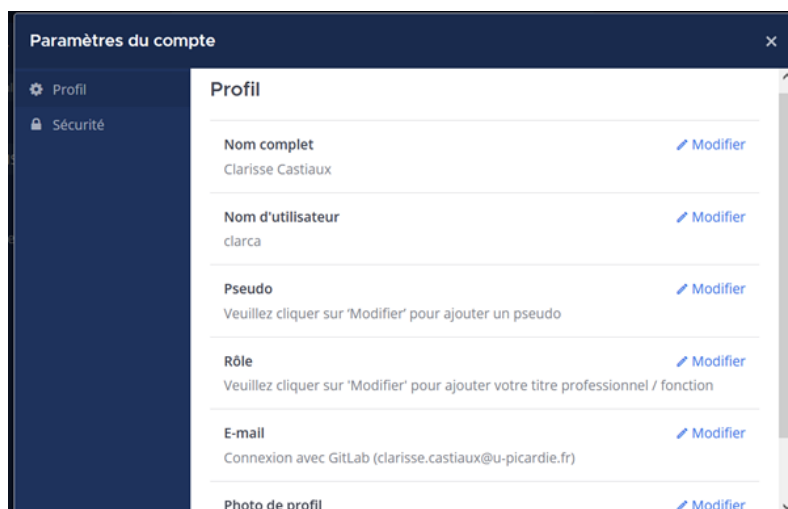 Paramètres du compte
×
Profil
Sécurité
Profil
Nom complet
Modifier
Clarisse Castiaux
Nom d'utilisateur
Modifier
clarca
Pseudo
Modifier
Veuillez cliquer sur ‘Modifier’ pour ajouter un pseudo
Rôle
Modifier
Veuillez cliquer sur 'Modifier' pour ajouter votre titre professionnel / fonction
E-mail
Modifier
Connexion avec GitLab (clarisse.castiaux@u-picardie.fr)
Photo de profil
Modifier